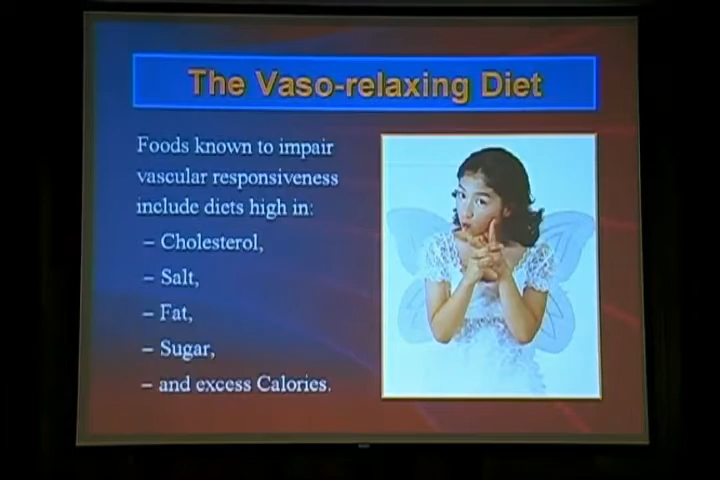 The Vaso-relaxing Diet
Foods known to impair
vascular responsiveness
include diets high in:
– Cholesterol,
– Salt,
– Fat,
– Sugar,
– and excess Calories.